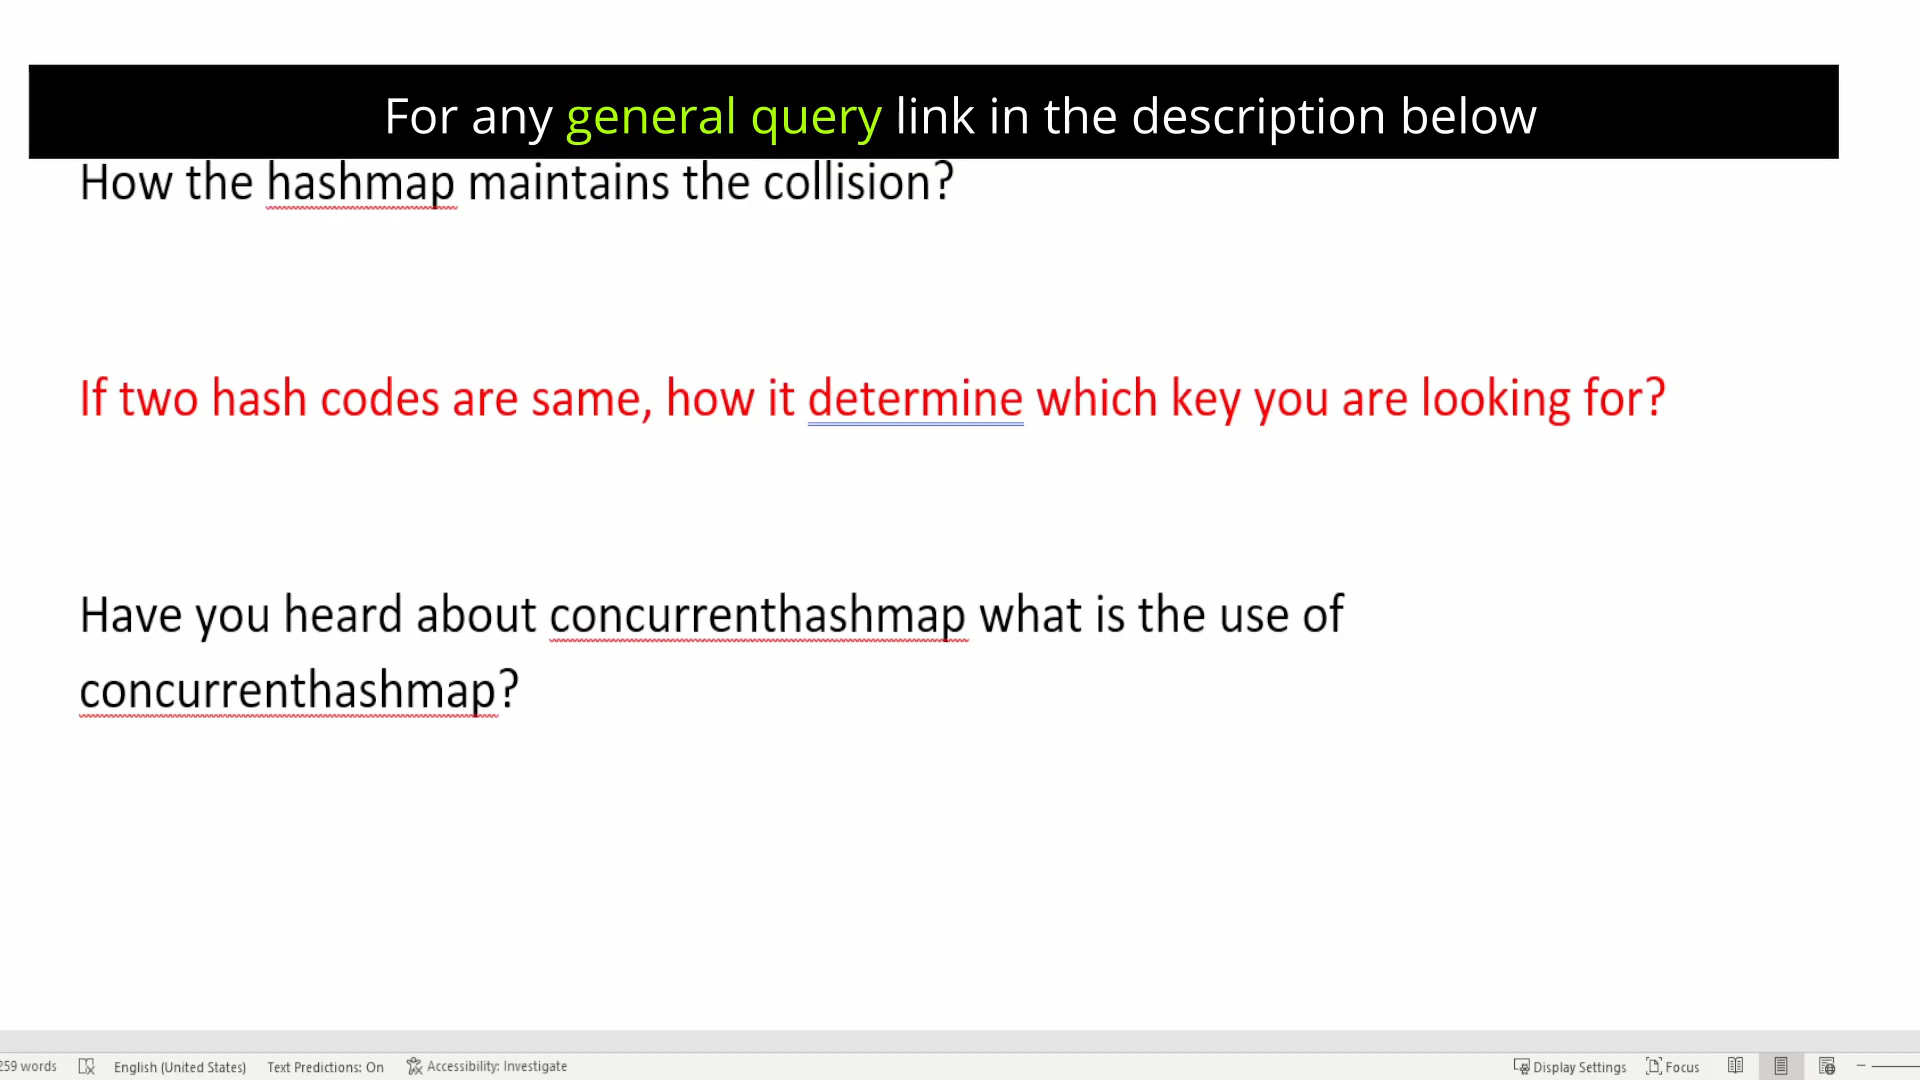 For any general query link in the description below
How the hashmap maintains the collision?
If two hash codes are same, how it determine which key you are looking for?
Have you heard about concurrenthashmap what is the use of
concurrenthashmap?
259 words English (United States) Text Predictions: On Accessibility: Investigate Display Settings Focus